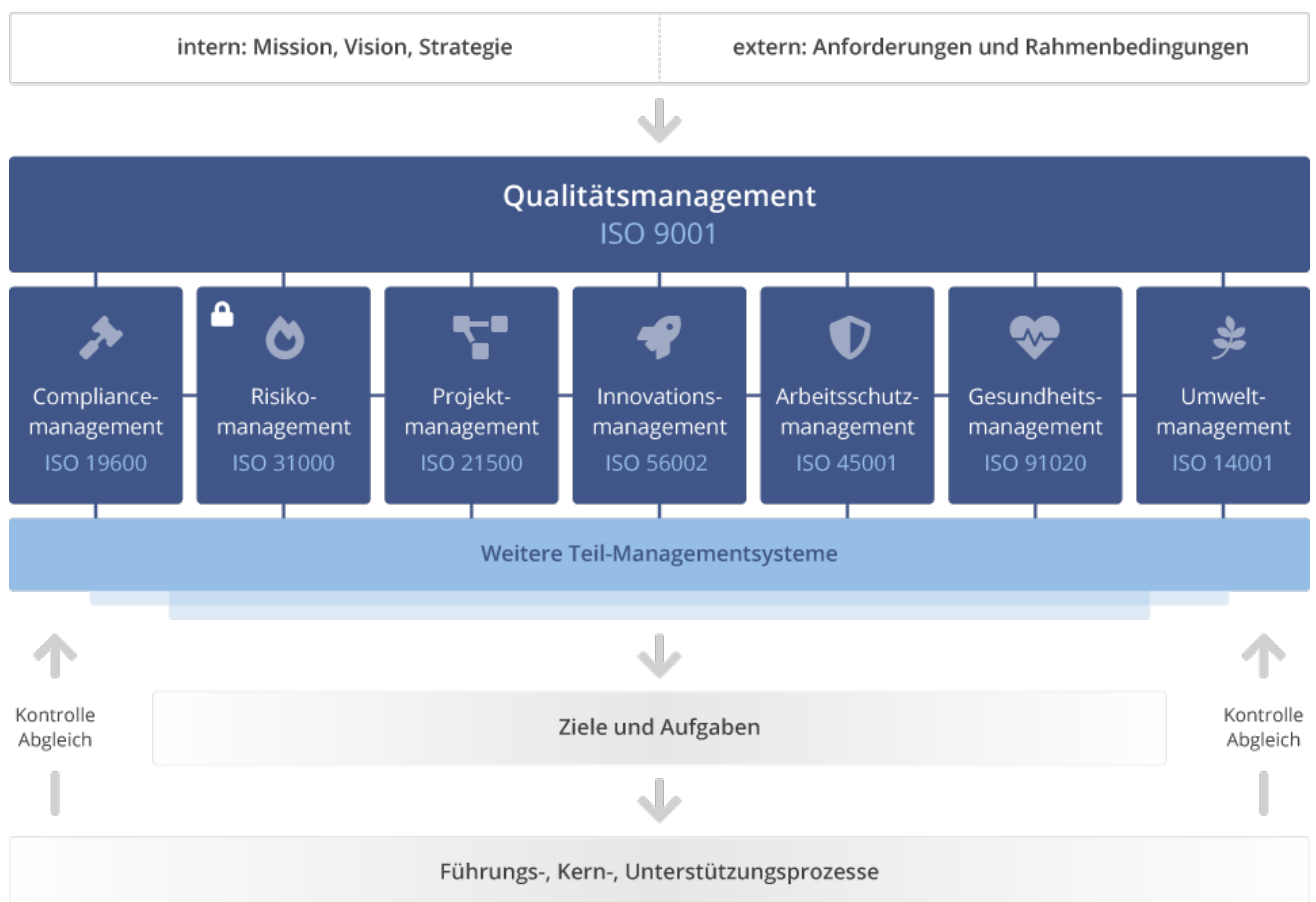 intern: Mission, Vision, Strategie
extern: Anforderungen und Rahmenbedingungen
Qualitätsmanagement
ISO 9001
Compliance-
management
ISO 19600
Risiko-
management
ISO 31000
Projekt-
management
ISO 21500
Innovations-
management
ISO 56002
Arbeitsschutz-
management
ISO 45001
Gesundheits-
management
ISO 91020
Umwelt-
management
ISO 14001
Weitere Teil-Managementsysteme
Kontrolle
Abgleich
Ziele und Aufgaben
Kontrolle
Abgleich
Führungs-, Kern-, Unterstützungsprozesse